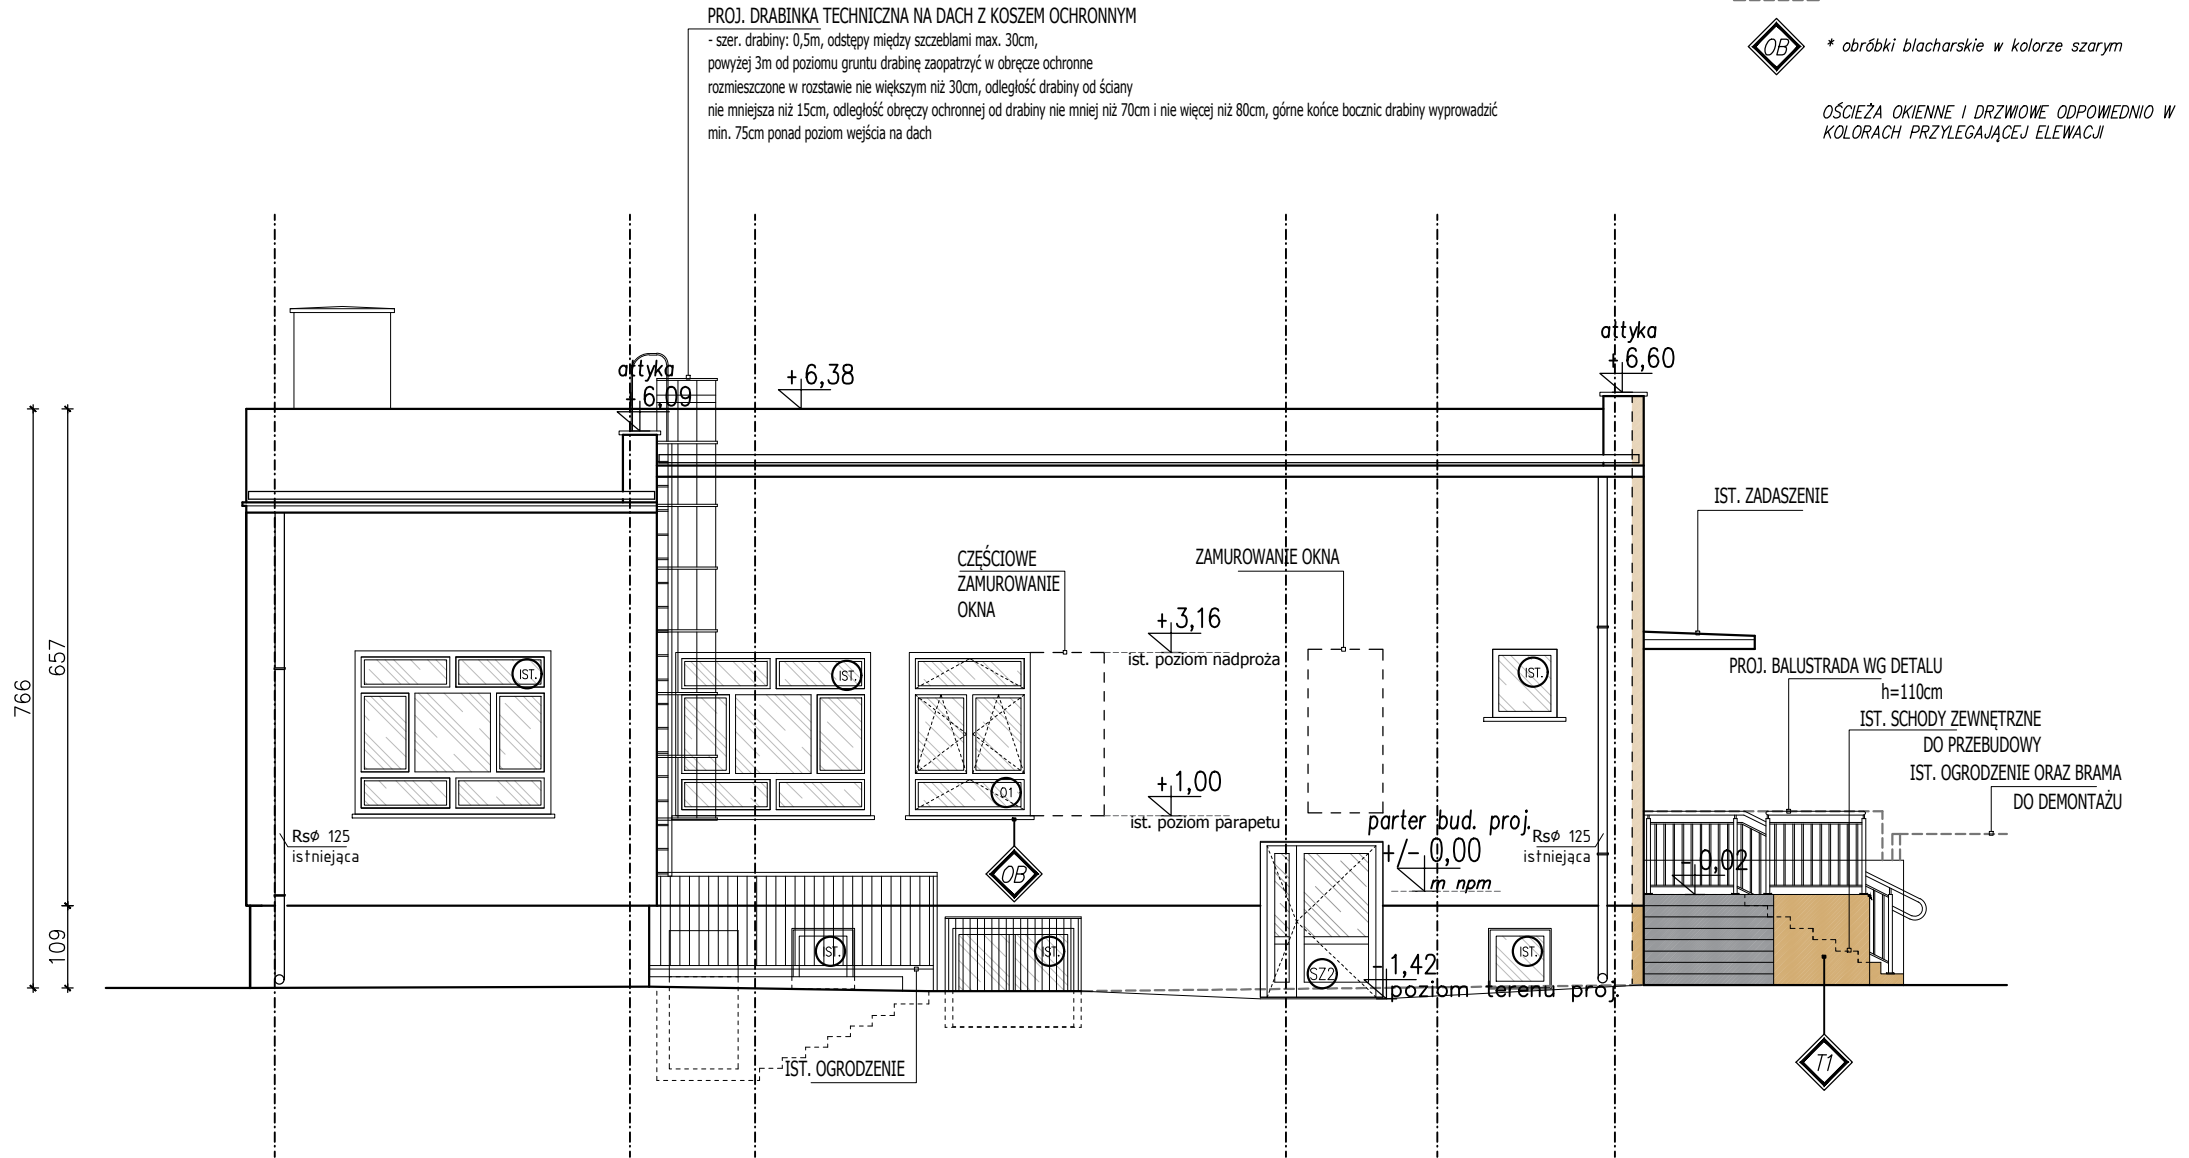 PROJ. DRABINKA TECHNICZNA NA DACH Z KOSZEM OCHRONNYM
- szer. drabiny: 0,5m, odstępy między szczeblami max. 30cm,
powyżej 3m od poziomu gruntu drabinę zaopatrzyć w obręcze ochronne
rozmieszczone w rozstawie nie większym niż 30cm, odległość drabiny od ściany
nie mniejsza niż 15cm, odległość obręczy ochronnej od drabiny nie mniej niż 70cm i nie więcej niż 80cm, górne końce bocznic drabiny wyprowadzić
min. 75cm ponad poziom wejścia na dach
OB
* obróbki blacharskie w kolorze szarym
OŚCIEŻA OKIENNE I DRZWIOWE ODPOWIEDNIO W
KOLORACH PRZYLEGAJĄCEJ ELEWACJI
attyka
+6,60
attyka
+6,09
+6,38
IST. ZADASZENIE
CZĘŚCIOWE
ZAMUROWANIE
OKNA
ZAMUROWANIE OKNA
+3,16
ist. poziom nadproża
766
657
109
IST.
IST.
IST.
PROJ. BALUSTRADA WG DETALU
h=110cm
IST. SCHODY ZEWNĘTRZNE
DO PRZEBUDOWY
IST. OGRODZENIE ORAZ BRAMA
DO DEMONTAŻU
01
+1,00
ist. poziom parapetu
parter bud. proj.
+/- 0,00
m npm
Rsø 125
istniejąca
Rsø 125
istniejąca
- 0,02
OB
IST.
IST.
IST.
SZ2
-1,42
poziom terenu proj.
IST. OGRODZENIE
T1